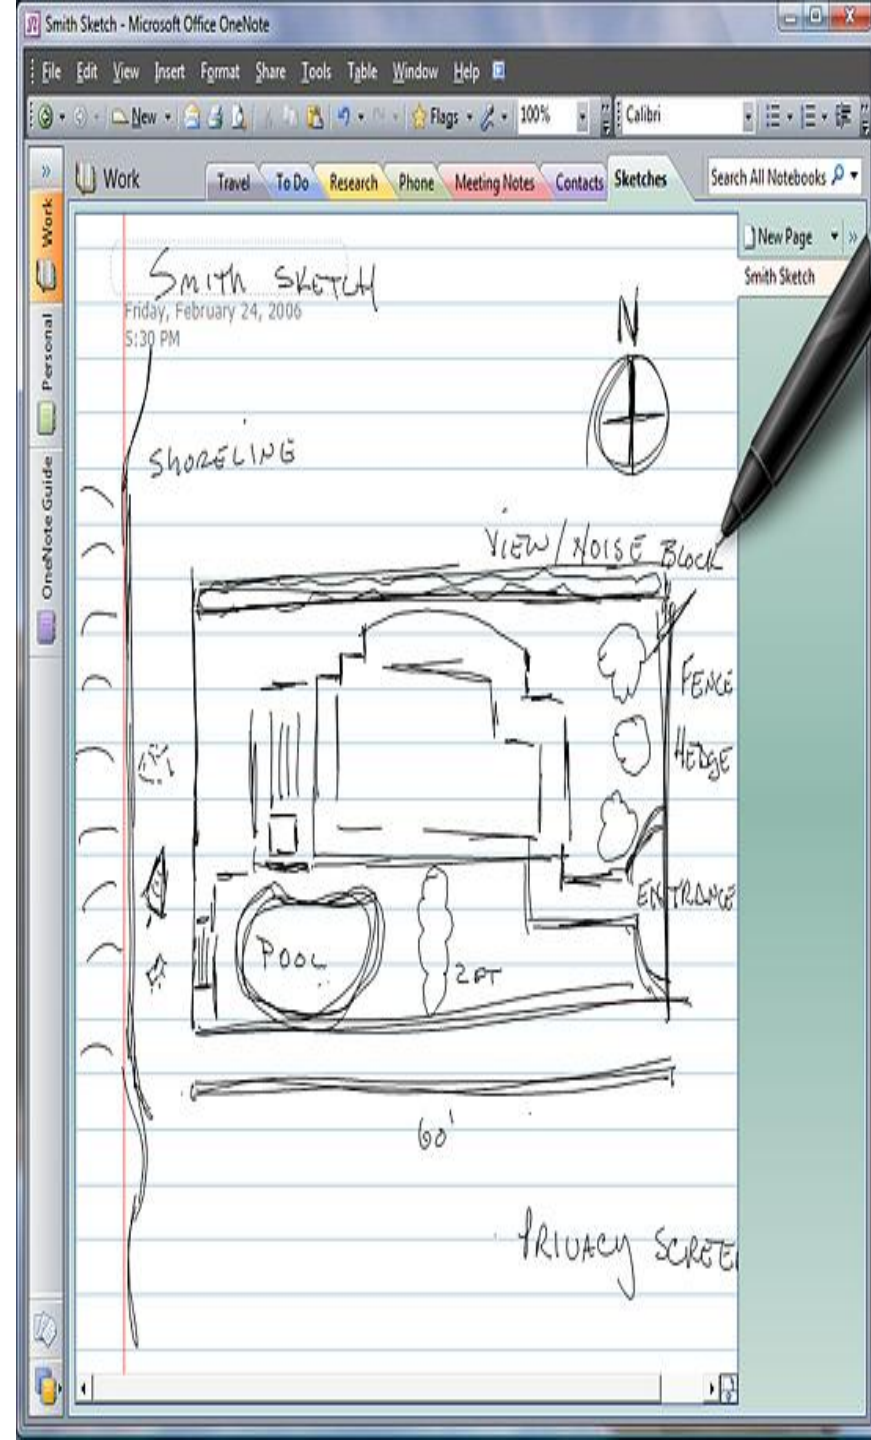 Smith Sketch - Microsoft Office OneNote
File Edit View Insert Format Share Tools Table Window Help
New Flags 100% Calibri
Work Travel To Do Research Phone Meeting Notes Contacts Sketches Search All Notebooks
New Page
Smith Sketch
Work
Personal
OneNote Guide
SMITH SKETCH
Friday, February 24, 2006
5:30 PM
N
SHORELINE
VIEW/NOISE BLOCK
FENCE
HEDGE
ENTRANCE
POOL
2 FT
60'
PRIVACY SCREE